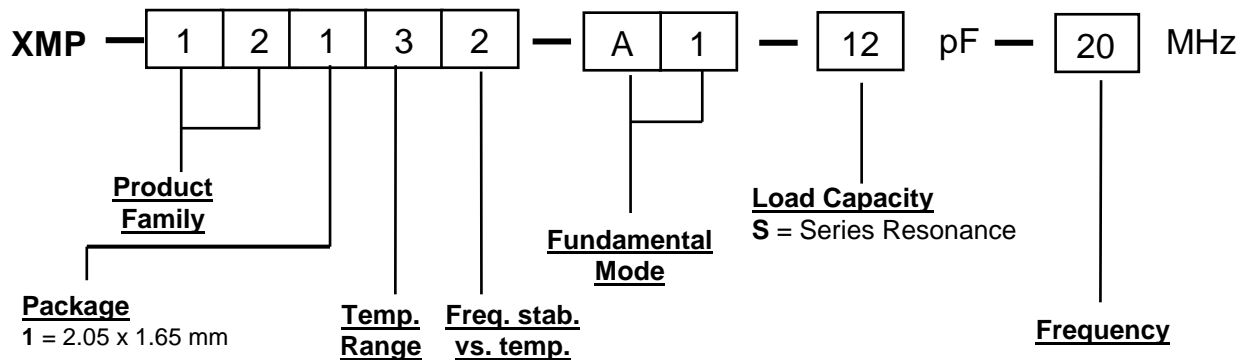 XMP — 1 2 1 3 2 — A 1 — 12 pF — 20 MHz
Product
Family
Load Capacity
S = Series Resonance
Fundamental
Mode
Package
1 = 2.05 x 1.65 mm
Temp.
Range
Freq. stab.
vs. temp.
Frequency